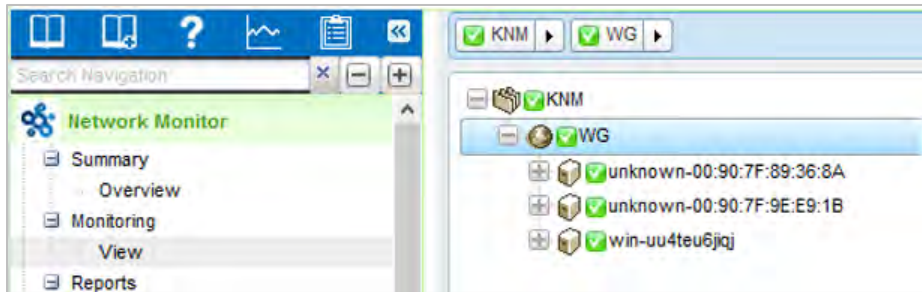 Search Navigation
Network Monitor
Summary
Overview
Monitoring
View
Reports
KNM WG
KNM
WG
unknown-00:90:7F:89:36:8A
unknown-00:90:7F:9E:E9:1B
win-uu4teu6jiqj